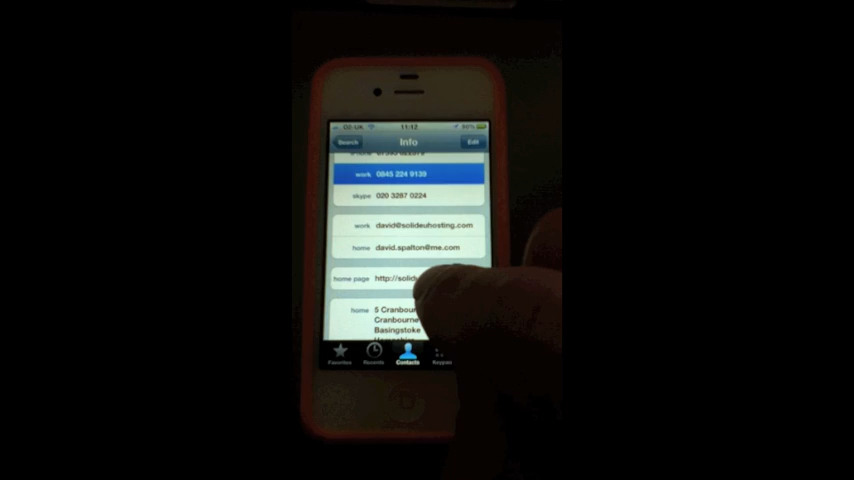 O2-UK 11:12 90%
Search Info Edit
work 0845 224 9139
skype 020 3287 0224
work david@solideuhosting.com
home david.spalton@me.com
home page http://solid
home 5 Cranbour
Cranbourne
Basingstoke
Favorites Recents Contacts Keypad